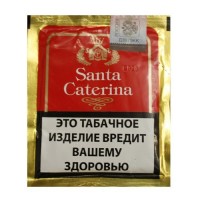 Santa
Caterina
ЭТО ТАБАЧНОЕ
ИЗДЕЛИЕ ВРЕДИТ
ВАШЕМУ
ЗДОРОВЬЮ